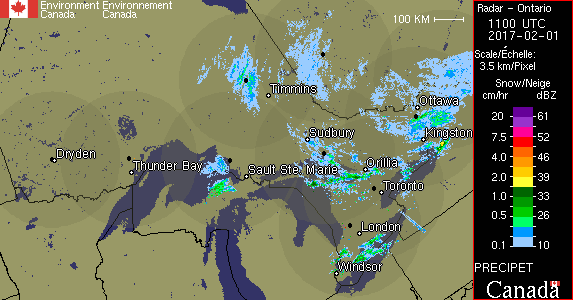 Environment Environnement
Canada Canada
100 KM
Timmins
Ottawa
Sudbury
Kingston
Dryden
Thunder Bay
Sault Ste. Marie
Orillia
Toronto
London
Windsor
Radar - Ontario
1100 UTC
2017-02-01
Scale/Échelle:
3.5 km/Pixel
Snow/Neige
cm/hr dBZ
20 61
7.5 52
4.0 46
2.0 39
1.0 33
0.5 26
0.1 10
PRECIPET
Canada